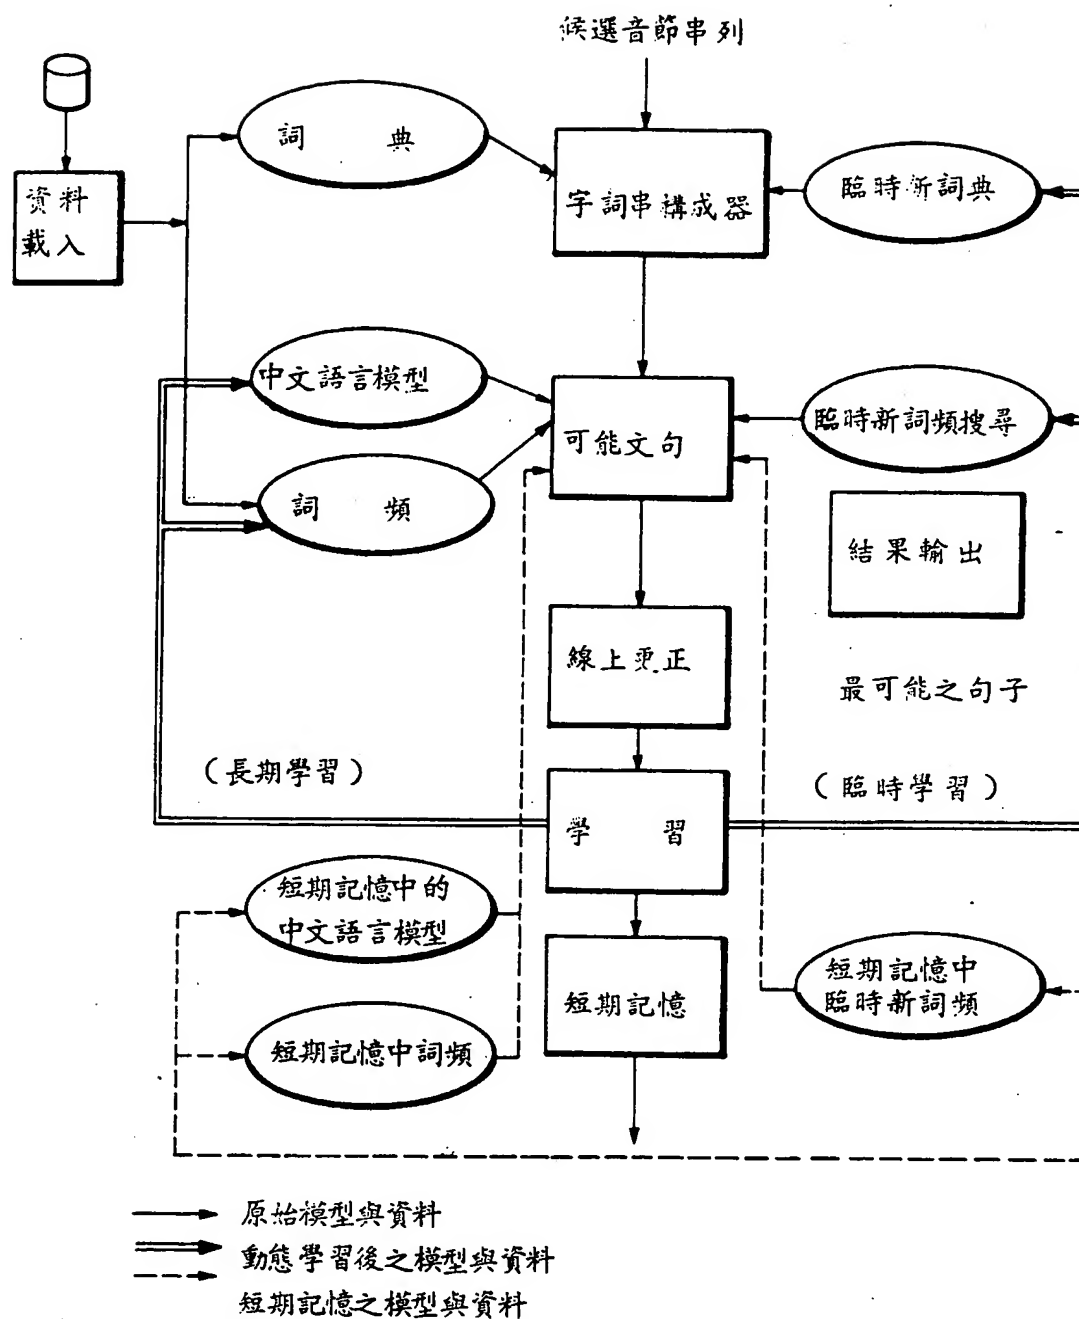 候選音節串列
詞 典
資料
載入
字詞串構成器
臨時新詞典
中文語言模型
可能文句
臨時新詞頻搜尋
詞 頻
結果輸出
線上更正
最可能之句子
(長期學習)
(臨時學習)
學 習
短期記憶中的
中文語言模型
短期記憶
短期記憶中
臨時新詞頻
短期記憶中詞頻
原始模型與資料
動態學習後之模型與資料
短期記憶之模型與資料